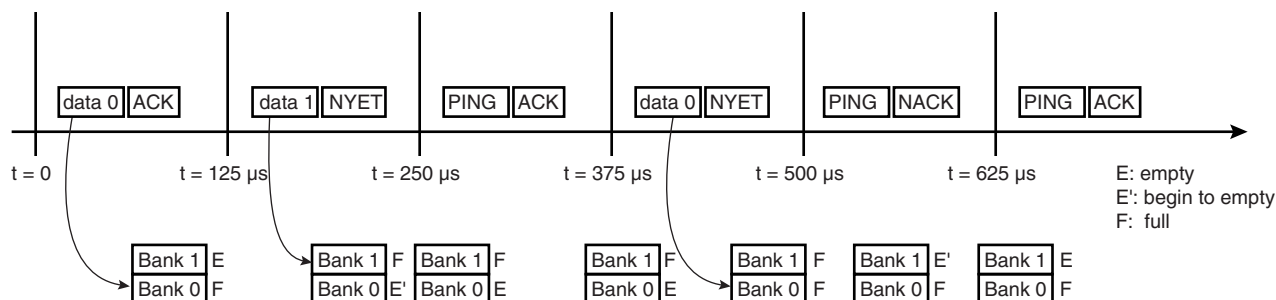 data 0 ACK data 1 NYET PING ACK data 0 NYET PING NACK PING ACK
t = 0 t = 125 μs t = 250 μs t = 375 μs t = 500 μs t = 625 μs E: empty
E': begin to empty
F: full
Bank 1 E Bank 1 F Bank 1 F Bank 1 F Bank 1 F Bank 1 E' Bank 1 E
Bank 0 F Bank 0 E' Bank 0 E Bank 0 E Bank 0 F Bank 0 F Bank 0 F